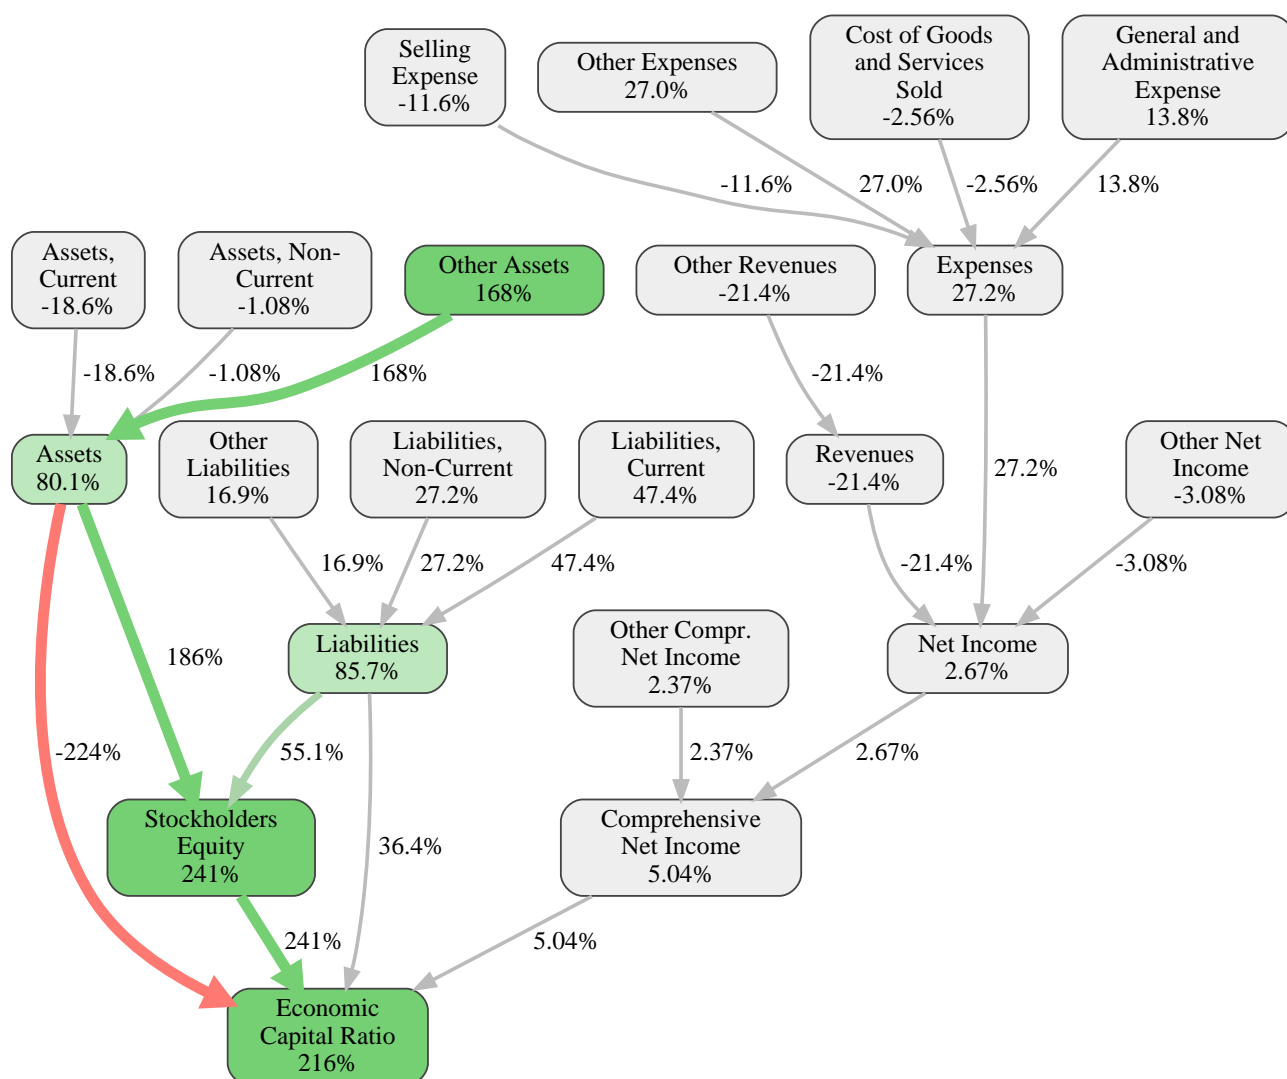 Selling
Expense
-11.6%
Other Expenses
27.0%
Cost of Goods
and Services
Sold
-2.56%
General and
Administrative
Expense
13.8%
-11.6%
27.0%
-2.56%
13.8%
Assets,
Current
-18.6%
Assets, Non-
Current
-1.08%
Other Assets
168%
Other Revenues
-21.4%
Expenses
27.2%
-18.6%
-1.08%
168%
-21.4%
Assets
80.1%
Other
Liabilities
16.9%
Liabilities,
Non-Current
27.2%
Liabilities,
Current
47.4%
Revenues
-21.4%
27.2%
Other Net
Income
-3.08%
16.9%
27.2%
47.4%
-21.4%
-3.08%
186%
Liabilities
85.7%
Other Compr.
Net Income
2.37%
Net Income
2.67%
-224%
55.1%
2.37%
2.67%
Stockholders
Equity
241%
36.4%
Comprehensive
Net Income
5.04%
241%
5.04%
Economic
Capital Ratio
216%